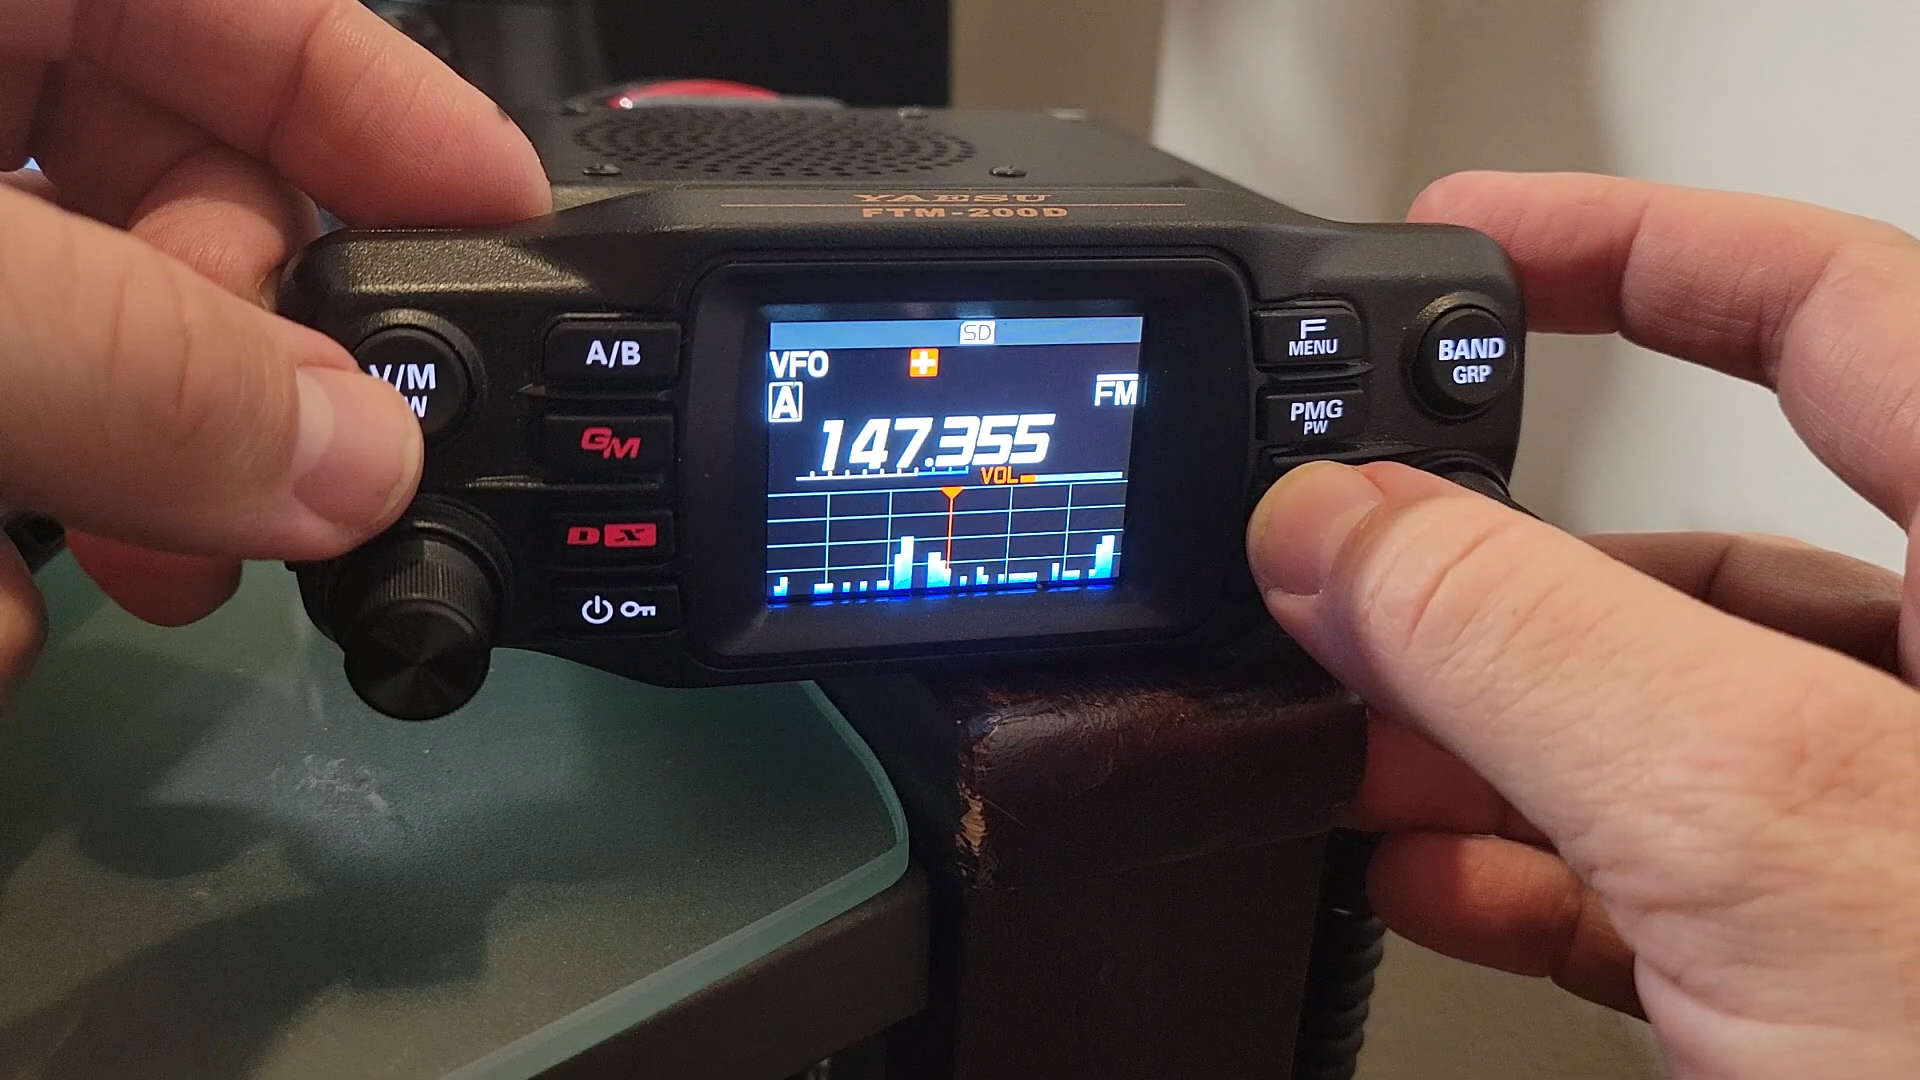 YAESU
FTM-200D
V/M
W
A/B
GM
DX
SD
VFO
+
A
FM
147.355
VOL
F
MENU
PMG
PW
BAND
GRP